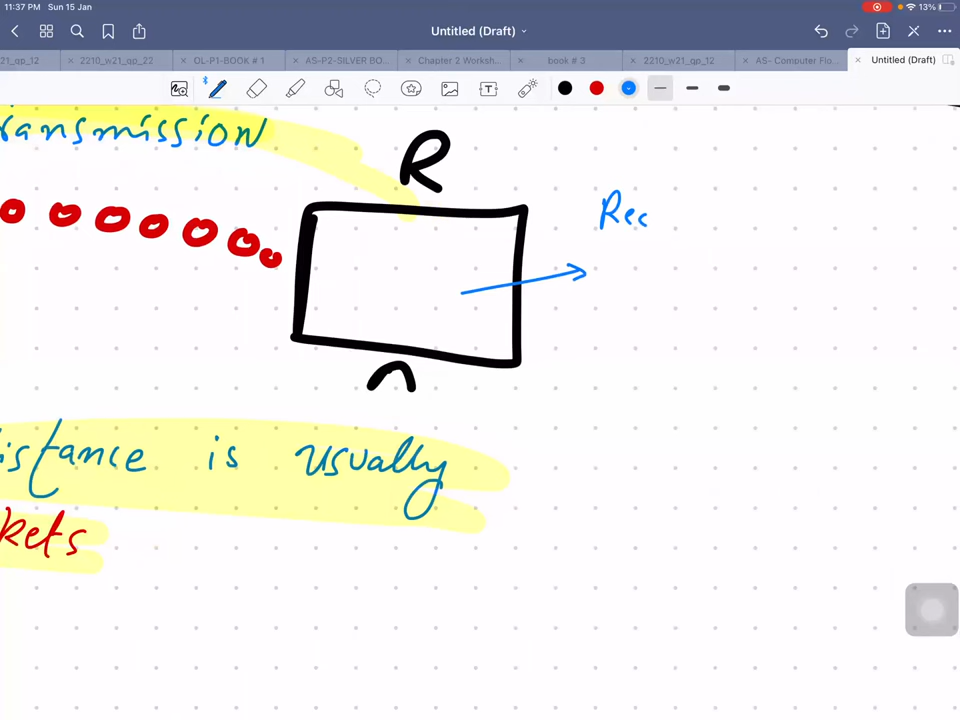 11:37 PM Sun 15 Jan 13%
Untitled (Draft)
21_qp_12 2210_w21_qp_22 OL-P1-BOOK # 1 AS-P2-SILVER BO... Chapter 2 Worksh... book # 3 2210_w21_qp_12 AS- Computer Flo... Untitled (Draft)
ransmission
R
Rec
istance is usually
kets